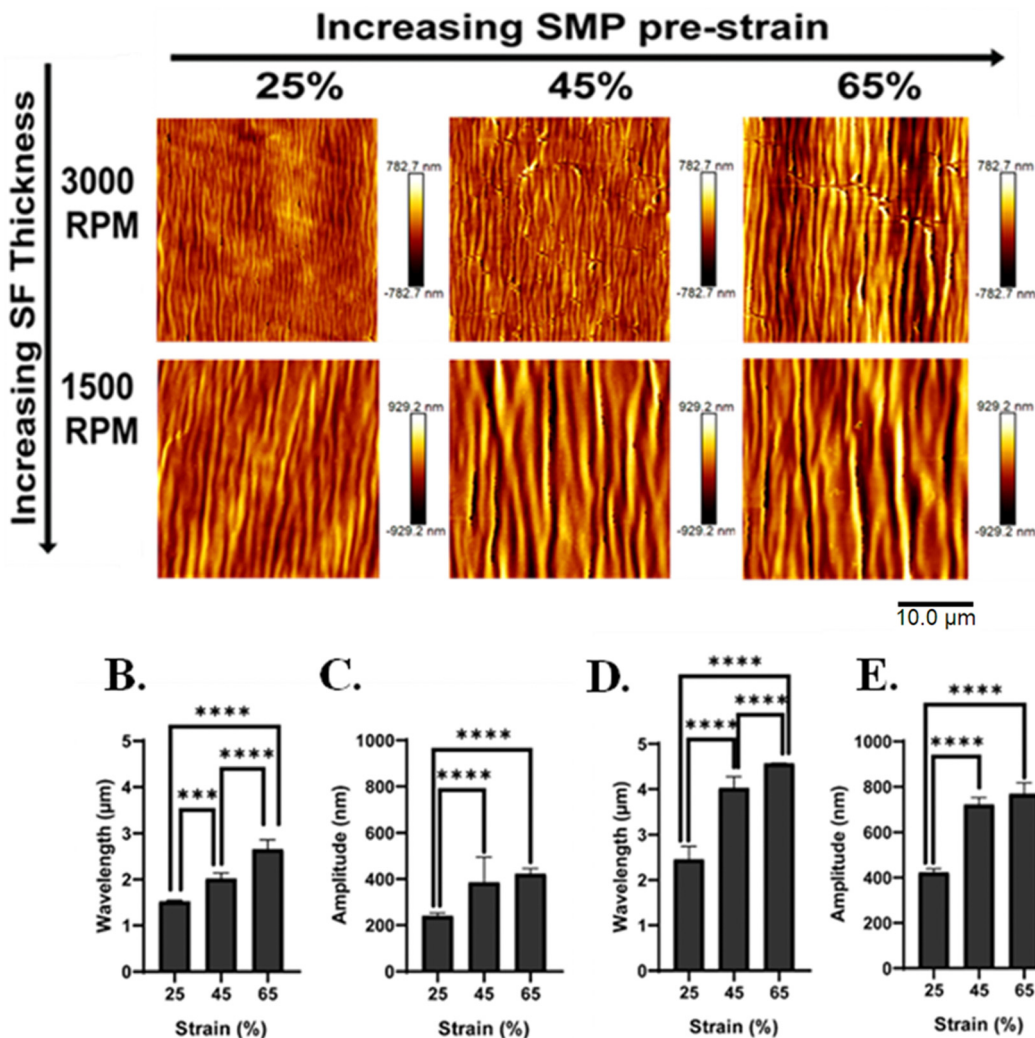 Increasing SMP pre-strain
25% 45% 65%
Increasing SF Thickness
3000
RPM
782.7 nm
-782.7 nm
782.7 nm
-782.7 nm
782.7 nm
-782.7 nm
1500
RPM
929.2 nm
-929.2 nm
929.2 nm
-929.2 nm
929.2 nm
-929.2 nm
10.0 µm
B.
****
*** ****
Wavelength (µm)
5
4
3
2
1
0
25 45 65
Strain (%)
C.
****
****
Amplitude (nm)
1000
800
600
400
200
0
25 45 65
Strain (%)
D.
****
**** ****
Wavelength (µm)
5
4
3
2
1
0
25 45 65
Strain (%)
E.
****
****
Amplitude (nm)
1000
800
600
400
200
0
25 45 65
Strain (%)